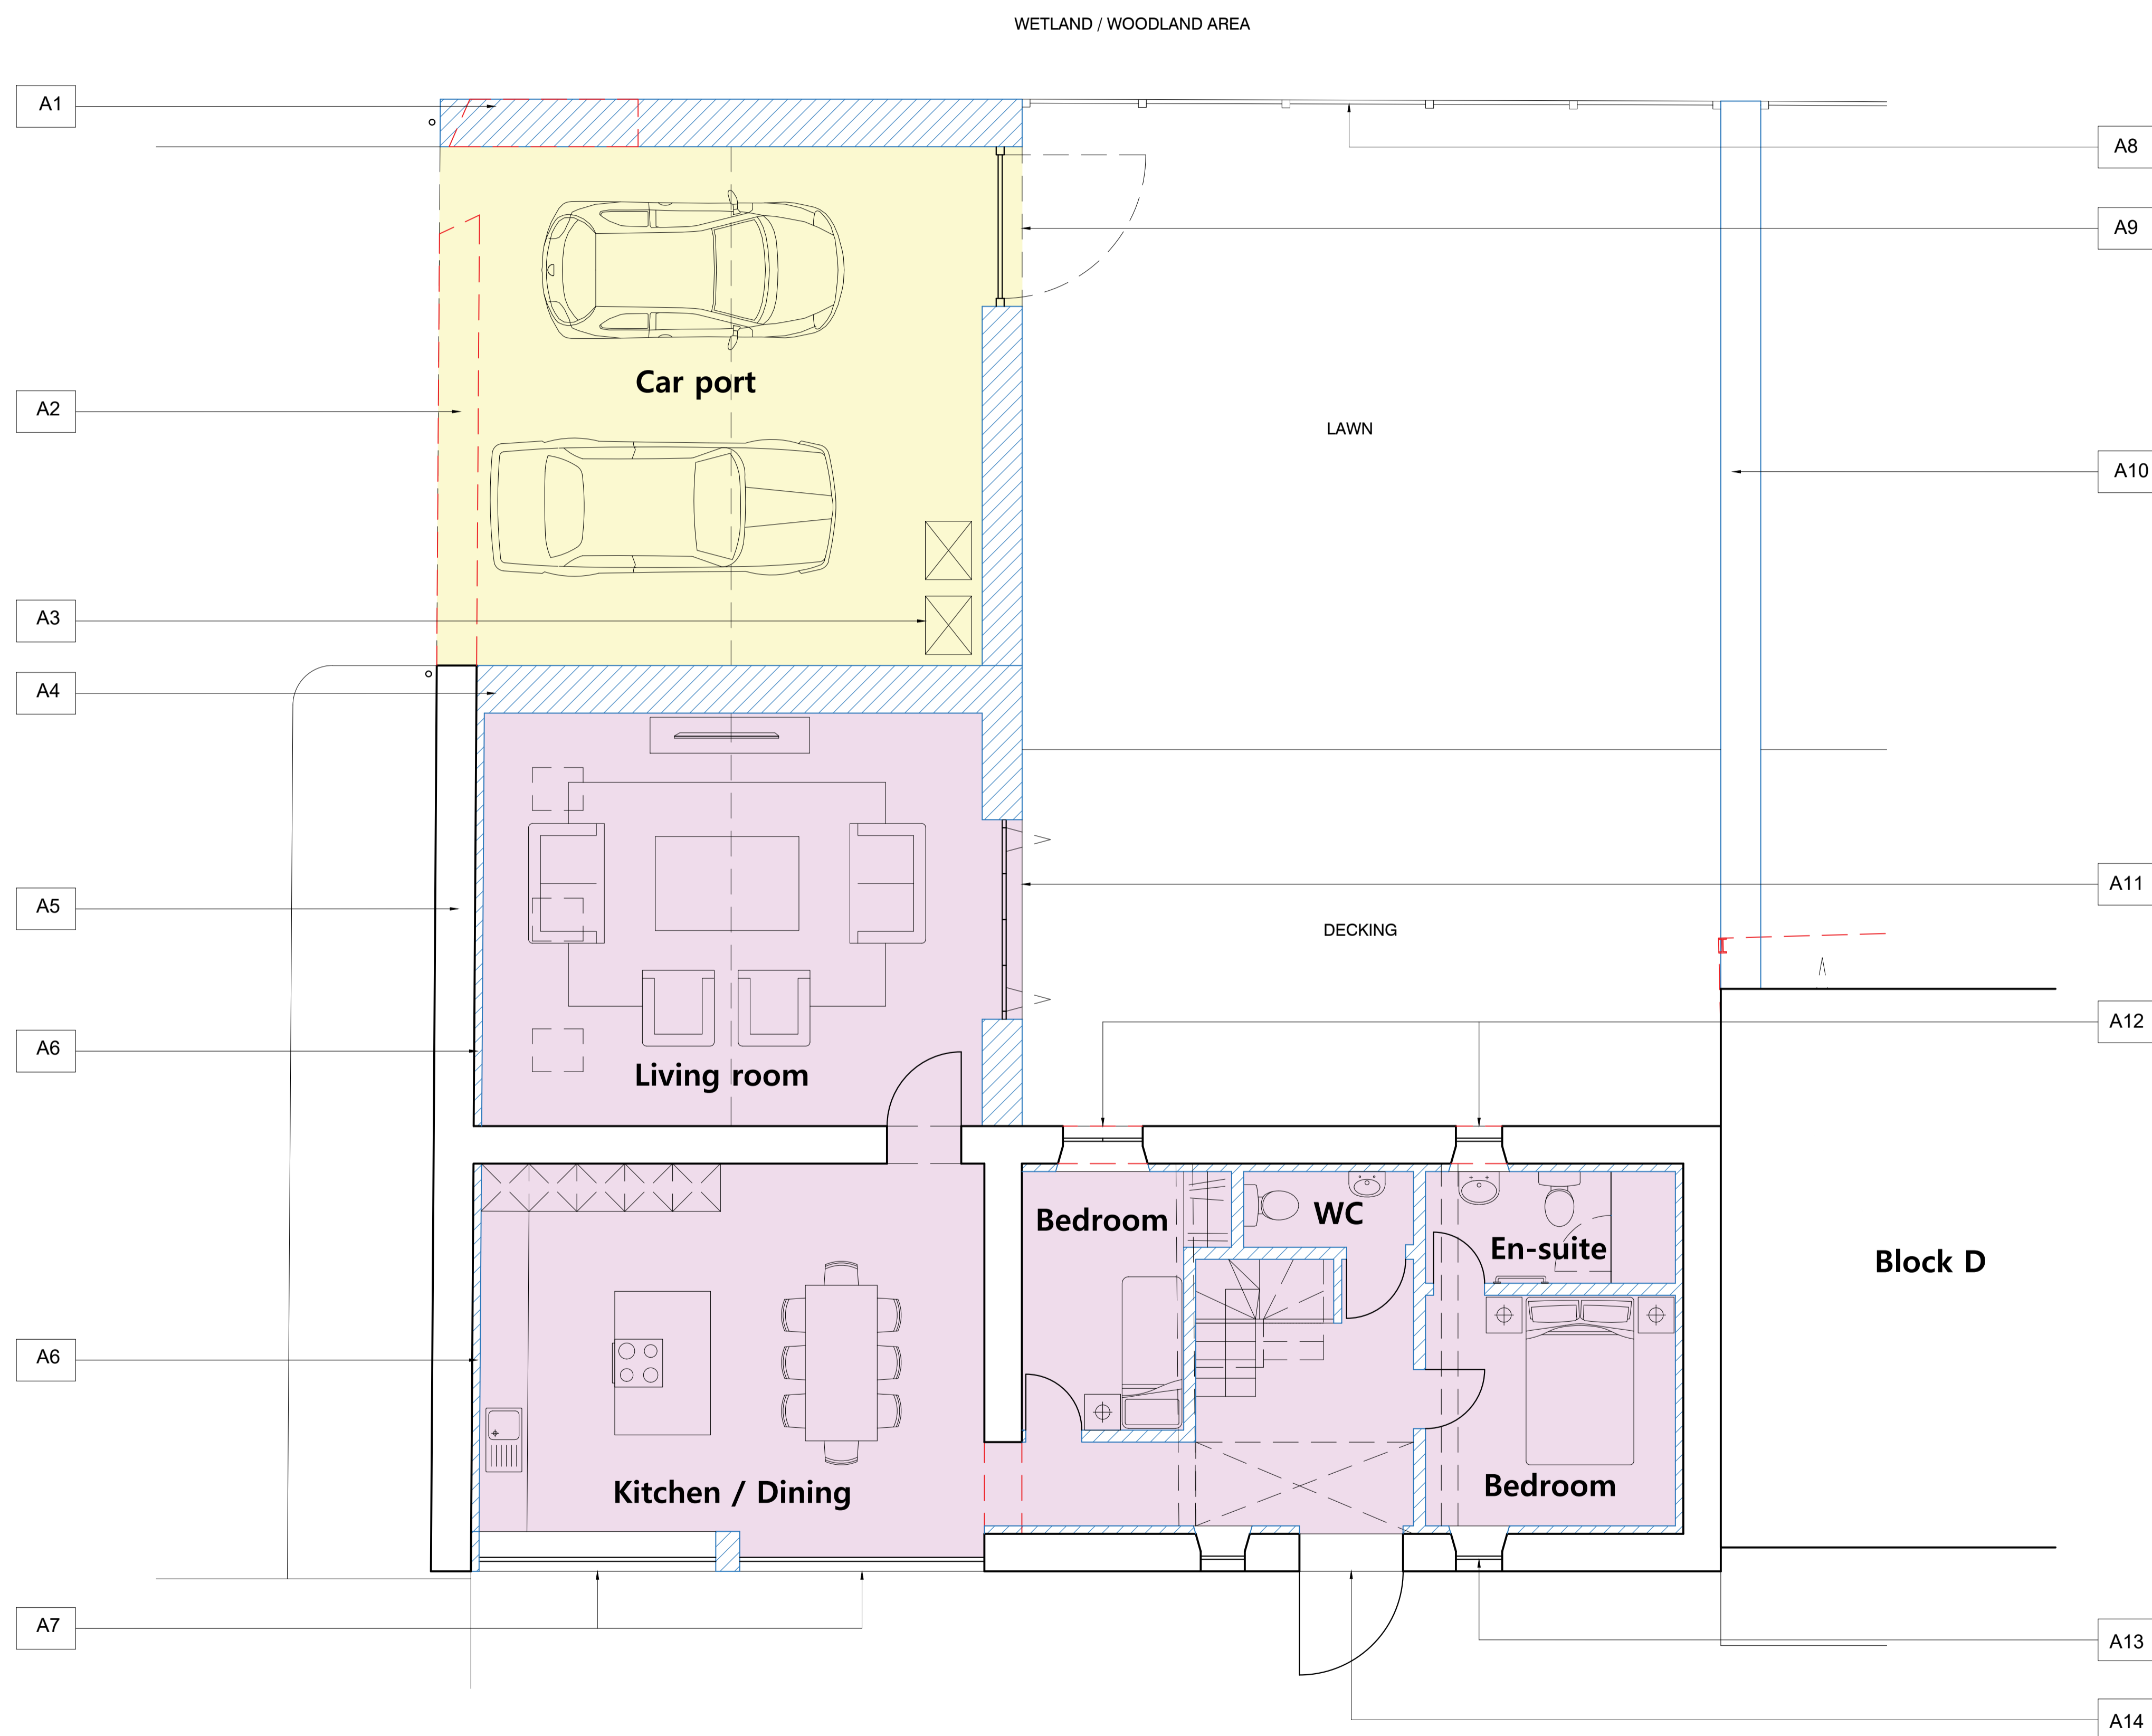 WETLAND / WOODLAND AREA
A1
A8
A9
Car port
A2
LAWN
A10
A3
A4
A11
A5
DECKING
A12
A6
Living room
Bedroom
WC
En-suite
Block D
A6
Kitchen / Dining
Bedroom
A7
A13
A14